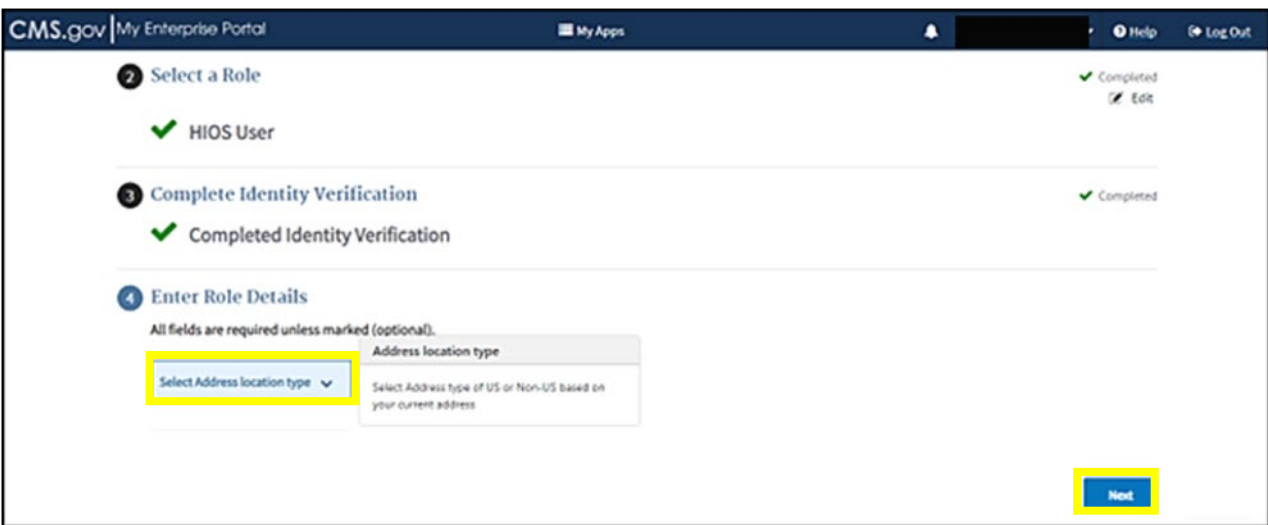 CMS.gov My Enterprise Portal My Apps Help Log Out
2 Select a Role Completed
Edit
HIOS User
3 Complete Identity Verification Completed
Completed Identity Verification
4 Enter Role Details
All fields are required unless marked (optional).
Address location type
Select Address location type
Select Address type of US or Non-US based on
your current address
Next